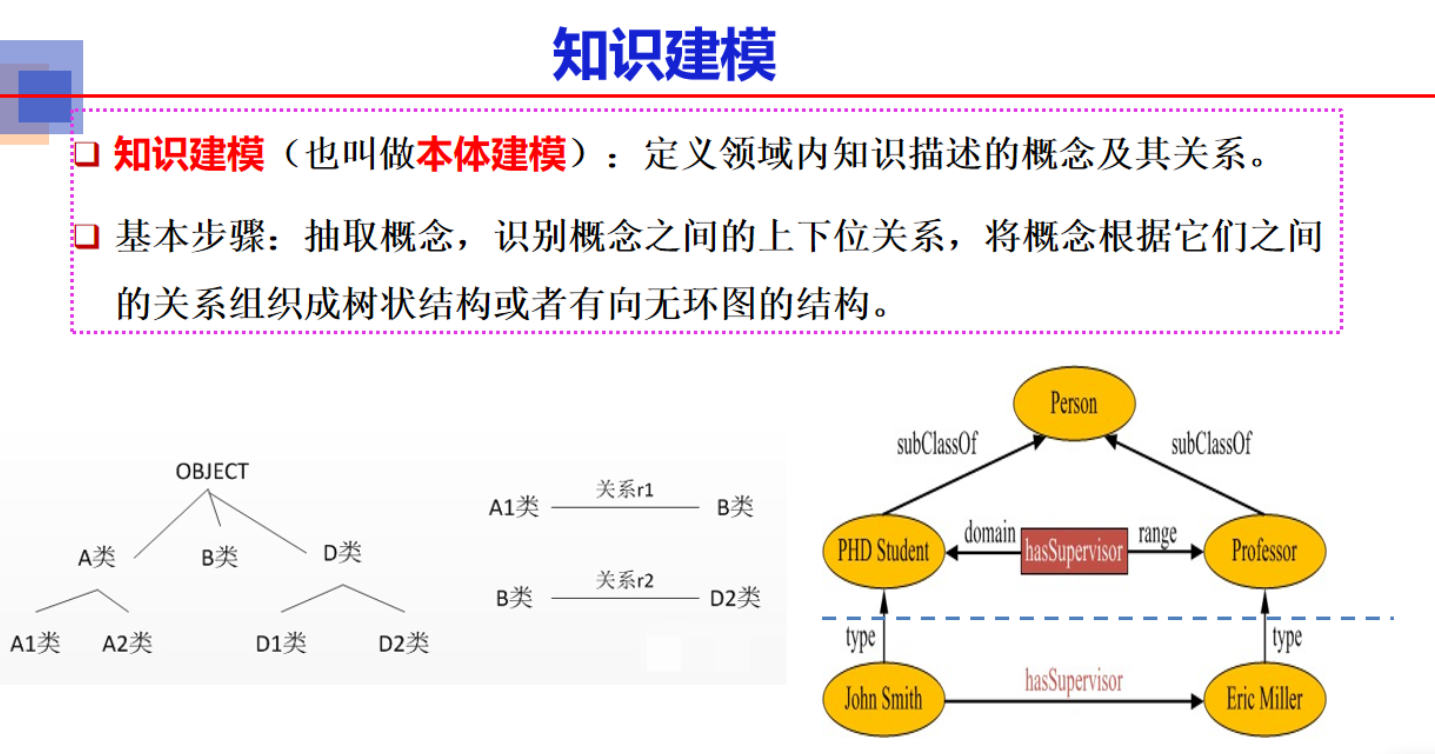 知识建模
知识建模（也叫做本体建模）：定义领域内知识描述的概念及其关系。
基本步骤：抽取概念，识别概念之间的上下位关系，将概念根据它们之间
的关系组织成树状结构或者有向无环图的结构。
OBJECT
A类
B类
D类
A1类
A2类
D1类
D2类
A1类 关系r1 B类
B类 关系r2 D2类
Person
subClassOf
subClassOf
PHD Student
domain
hasSupervisor
range
Professor
type
type
John Smith
hasSupervisor
Eric Miller